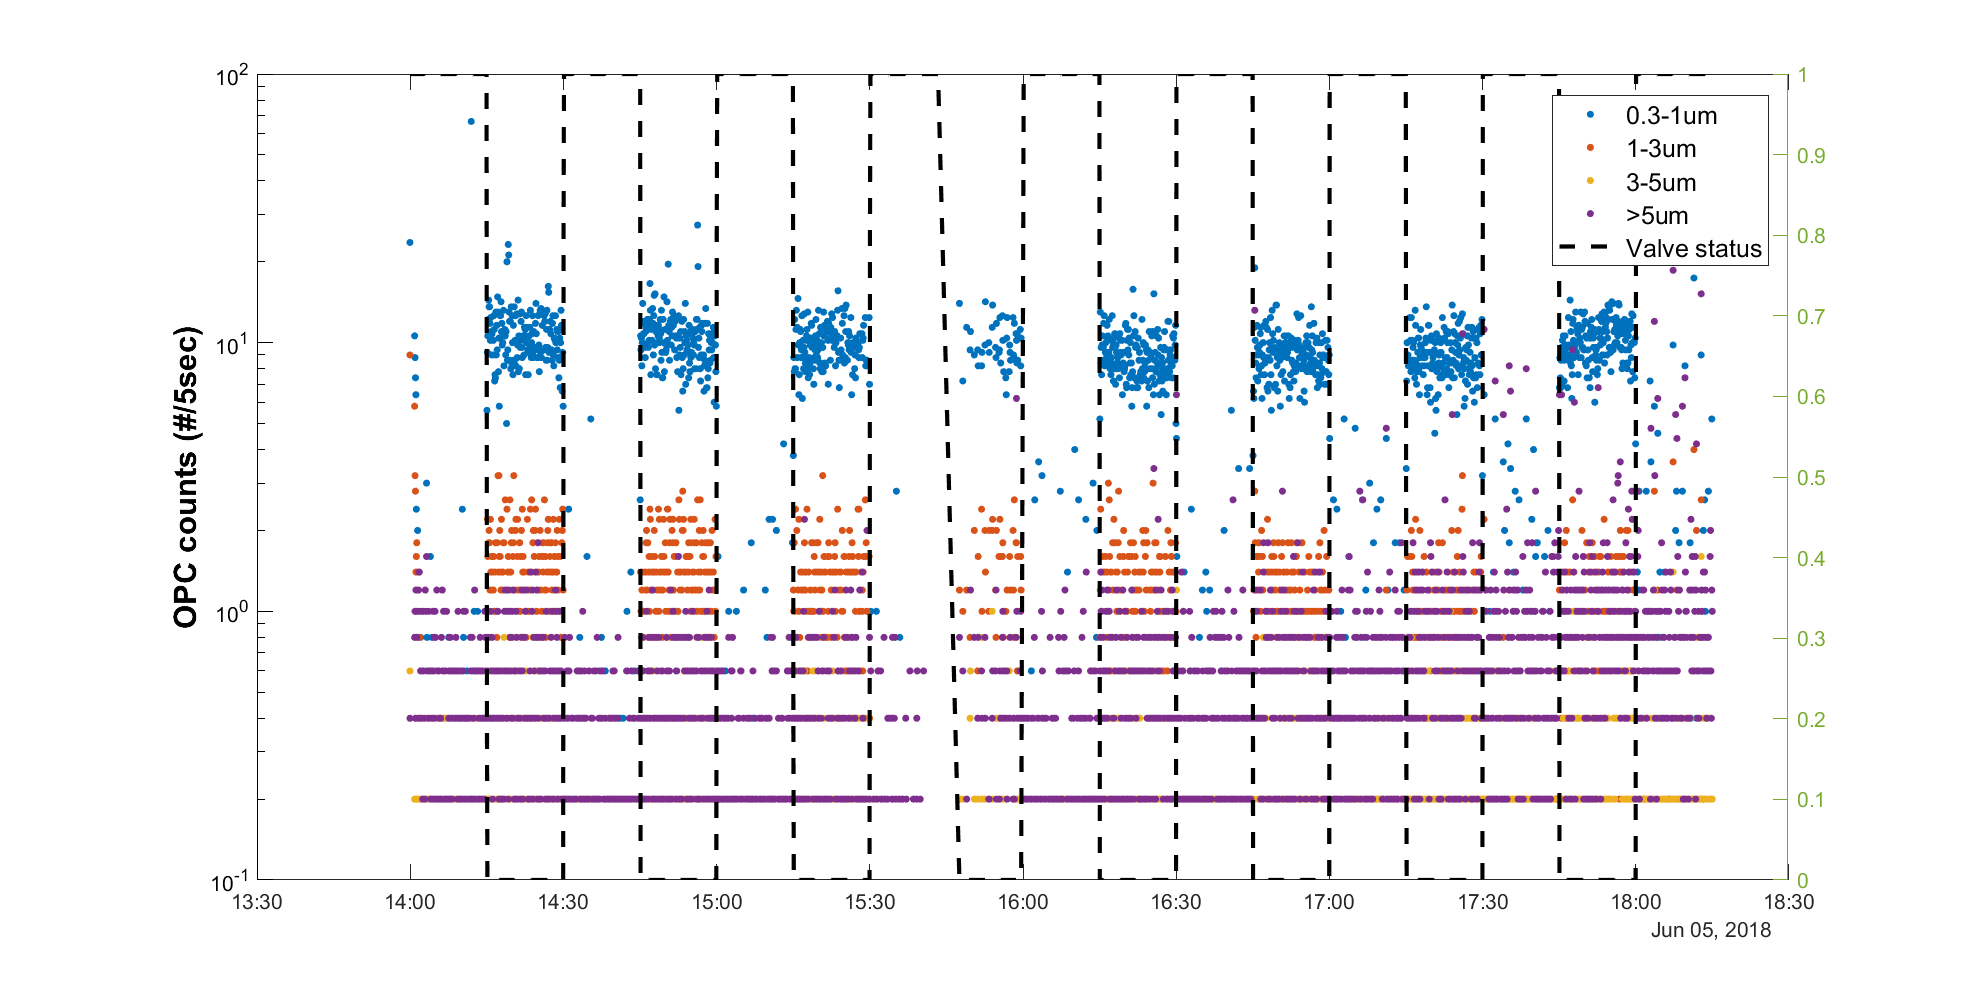 OPC counts (#/5sec)
10^2
10^1
10^0
10^-1
0.3-1um
1-3um
3-5um
>5um
Valve status
1
0.9
0.8
0.7
0.6
0.5
0.4
0.3
0.2
0.1
0
13:30 14:00 14:30 15:00 15:30 16:00 16:30 17:00 17:30 18:00 18:30
Jun 05, 2018